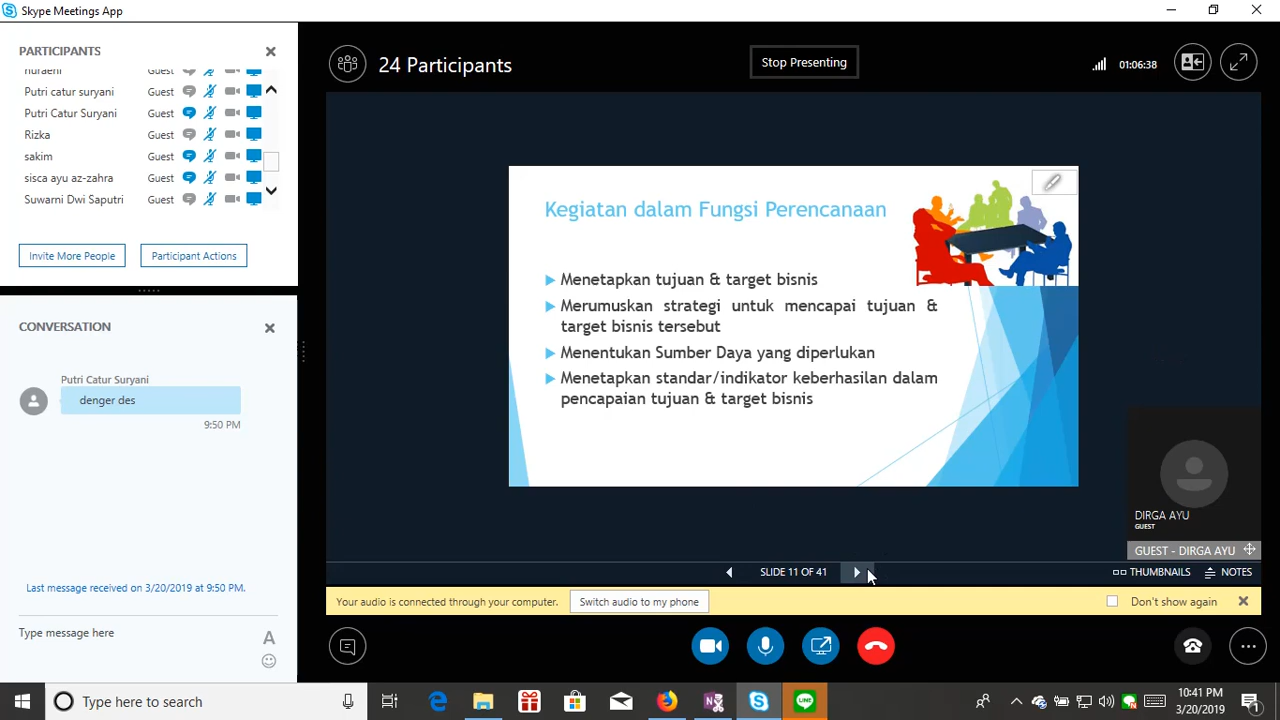 Skype Meetings App
PARTICIPANTS
nuraeni Guest
Putri catur suryani Guest
Putri Catur Suryani Guest
Rizka Guest
sakim Guest
sisca ayu az-zahra Guest
Suwarni Dwi Saputri Guest
Invite More People
Participant Actions
CONVERSATION
Putri Catur Suryani
denger des
9:50 PM
Last message received on 3/20/2019 at 9:50 PM.
Type message here
A
24 Participants
Stop Presenting
01:06:38
Kegiatan dalam Fungsi Perencanaan
Menetapkan tujuan & target bisnis
Merumuskan strategi untuk mencapai tujuan &
target bisnis tersebut
Menentukan Sumber Daya yang diperlukan
Menetapkan standar/indikator keberhasilan dalam
pencapaian tujuan & target bisnis
DIRGA AYU
GUEST
GUEST - DIRGA AYU
SLIDE 11 OF 41
THUMBNAILS
NOTES
Your audio is connected through your computer.
Switch audio to my phone
Don't show again
Type here to search
LINE
10:41 PM
3/20/2019
1